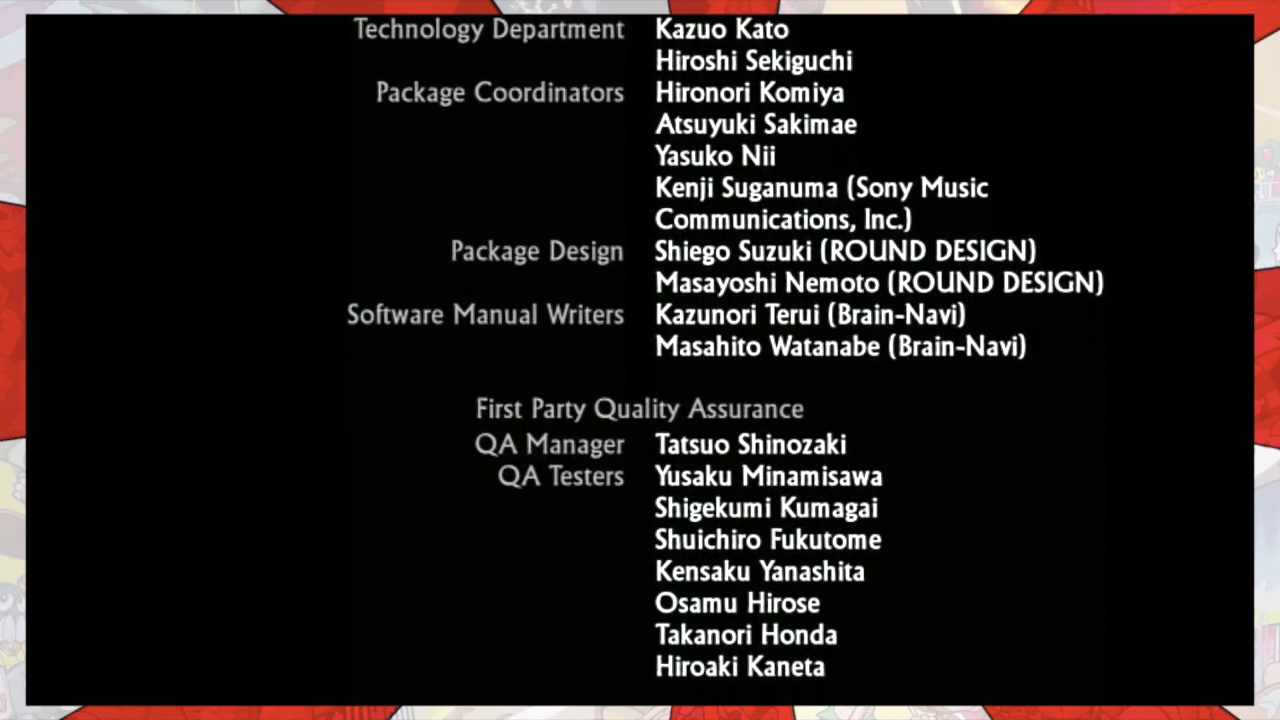 Technology Department Kazuo Kato
Hiroshi Sekiguchi
Package Coordinators Hironori Komiya
Atsuyuki Sakimae
Yasuko Nii
Kenji Suganuma (Sony Music
Communications, Inc.)
Package Design Shiego Suzuki (ROUND DESIGN)
Masayoshi Nemoto (ROUND DESIGN)
Software Manual Writers Kazunori Terui (Brain-Navi)
Masahito Watanabe (Brain-Navi)
First Party Quality Assurance
QA Manager Tatsuo Shinozaki
QA Testers Yusaku Minamisawa
Shigekumi Kumagai
Shuichiro Fukutome
Kensaku Yanashita
Osamu Hirose
Takanori Honda
Hiroaki Kaneta